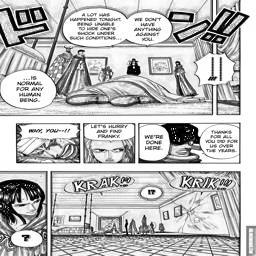 WE DON'T
HAVE
ANYTHING
AGAINST
YOU.
A LOT HAS
HAPPENED TONIGHT.
BEING UNABLE
TO HIDE ONE'S
SHOCK UNDER
SUCH CONDITIONS...
...IS
NORMAL
FOR ANY
HUMAN
BEING.
!!!
THANKS
FOR ALL
YOU DID FOR
US OVER
THE YEARS.
WE'RE
DONE
HERE.
LET'S HURRY
AND FIND
FRANKY.
WHY, YOU--!!
KRIK!!!
!?
KRAK!!
?